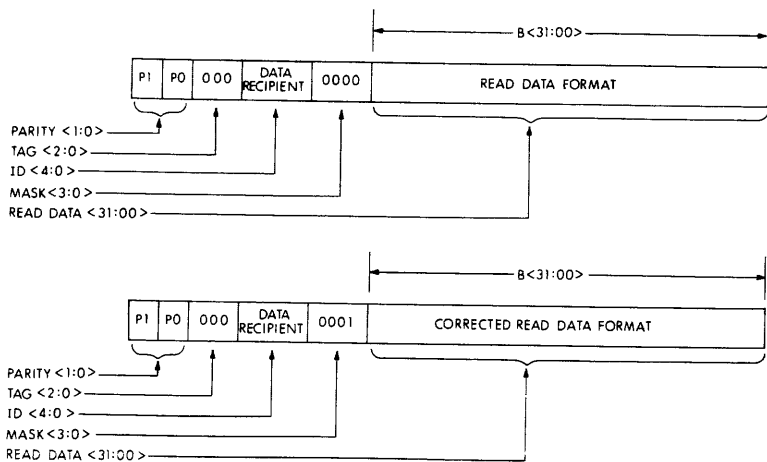 B<31:00>
P1 P0 000 DATA RECIPIENT 0000 READ DATA FORMAT
PARITY <1:0>
TAG <2:0>
ID <4:0>
MASK<3:0>
READ DATA <31:00>
B<31:00>
P1 P0 000 DATA RECIPIENT 0001 CORRECTED READ DATA FORMAT
PARITY <1:0>
TAG <2:0>
ID <4:0>
MASK<3:0>
READ DATA <31:00>